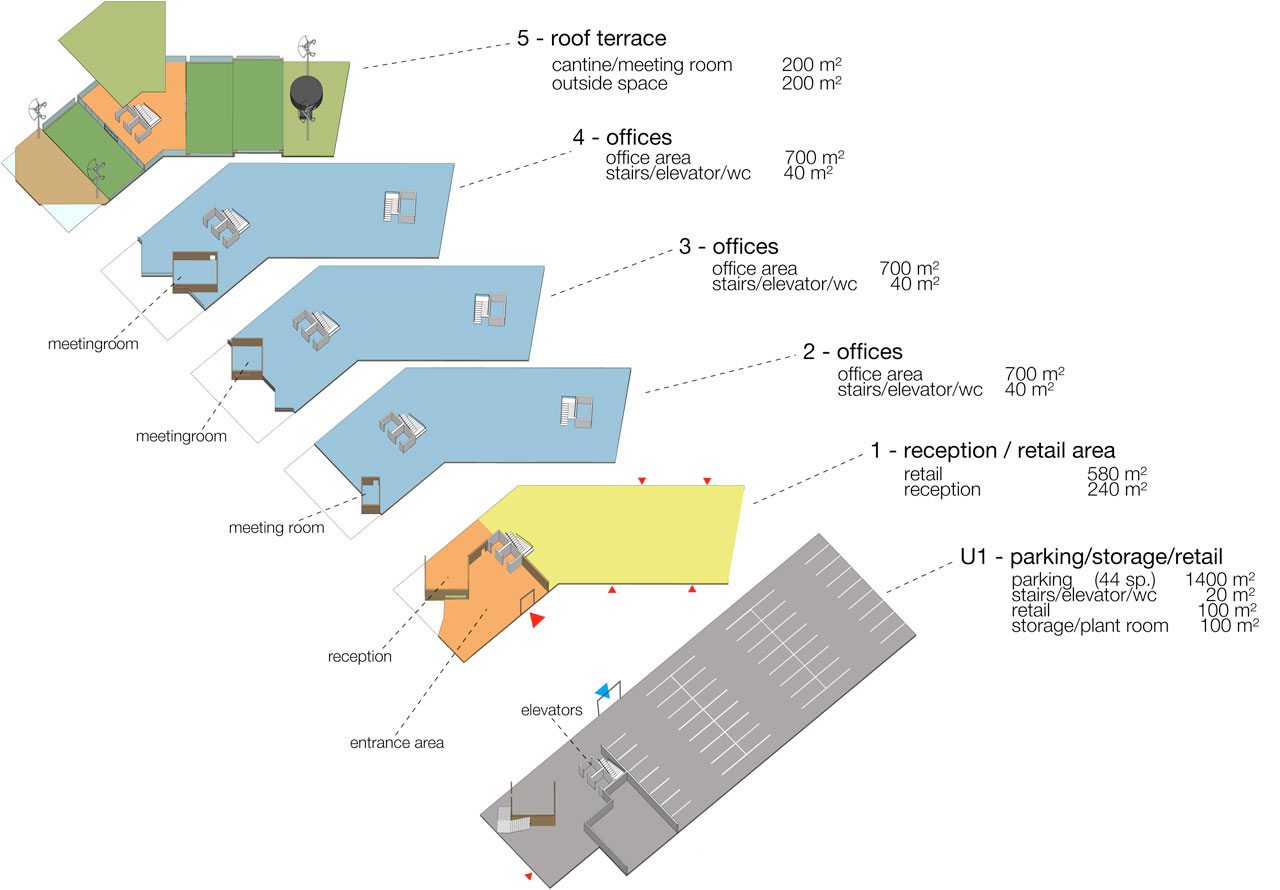 5 - roof terrace
cantine/meeting room 200 m²
outside space 200 m²
4 - offices
office area 700 m²
stairs/elevator/wc 40 m²
3 - offices
office area 700 m²
stairs/elevator/wc 40 m²
meetingroom
2 - offices
office area 700 m²
stairs/elevator/wc 40 m²
meetingroom
1 - reception / retail area
retail 580 m²
reception 240 m²
meeting room
U1 - parking/storage/retail
parking (44 sp.) 1400 m²
stairs/elevator/wc 20 m²
retail 100 m²
storage/plant room 100 m²
reception
elevators
entrance area